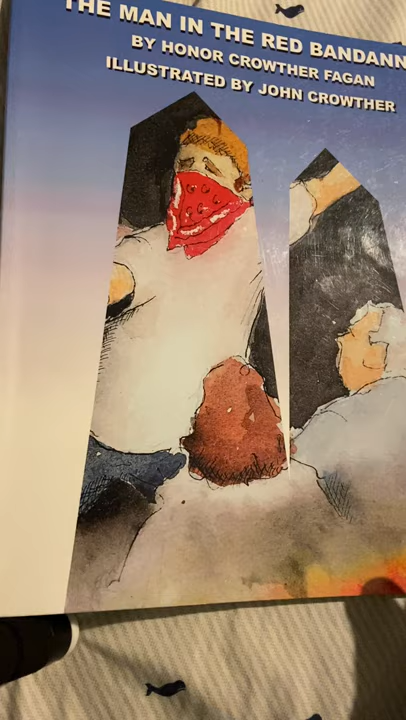 THE MAN IN THE RED BANDANN
BY HONOR CROWTHER FAGAN
ILLUSTRATED BY JOHN CROWTHER